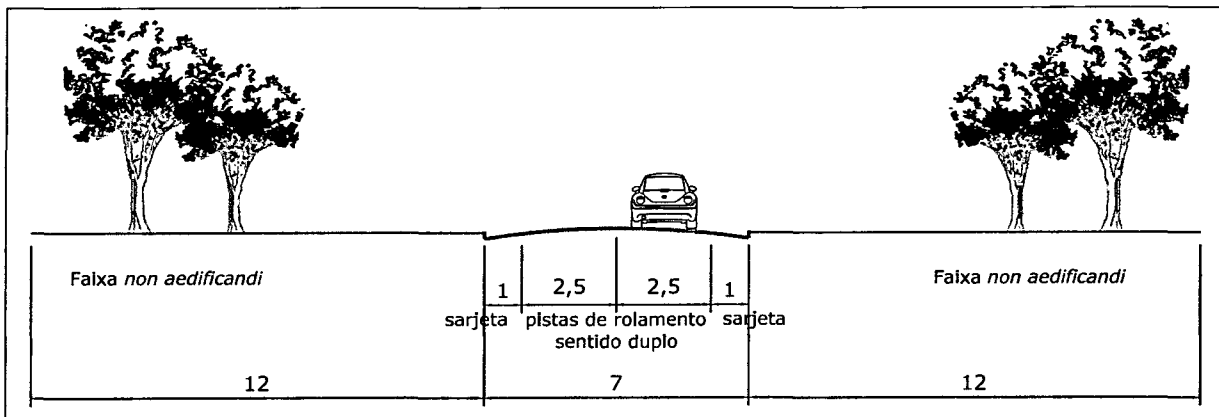 Faixa non aedificandi
Faixa non aedificandi
1 2,5 2,5 1
sarjeta pistas de rolamento sarjeta
sentido duplo
12 7 12